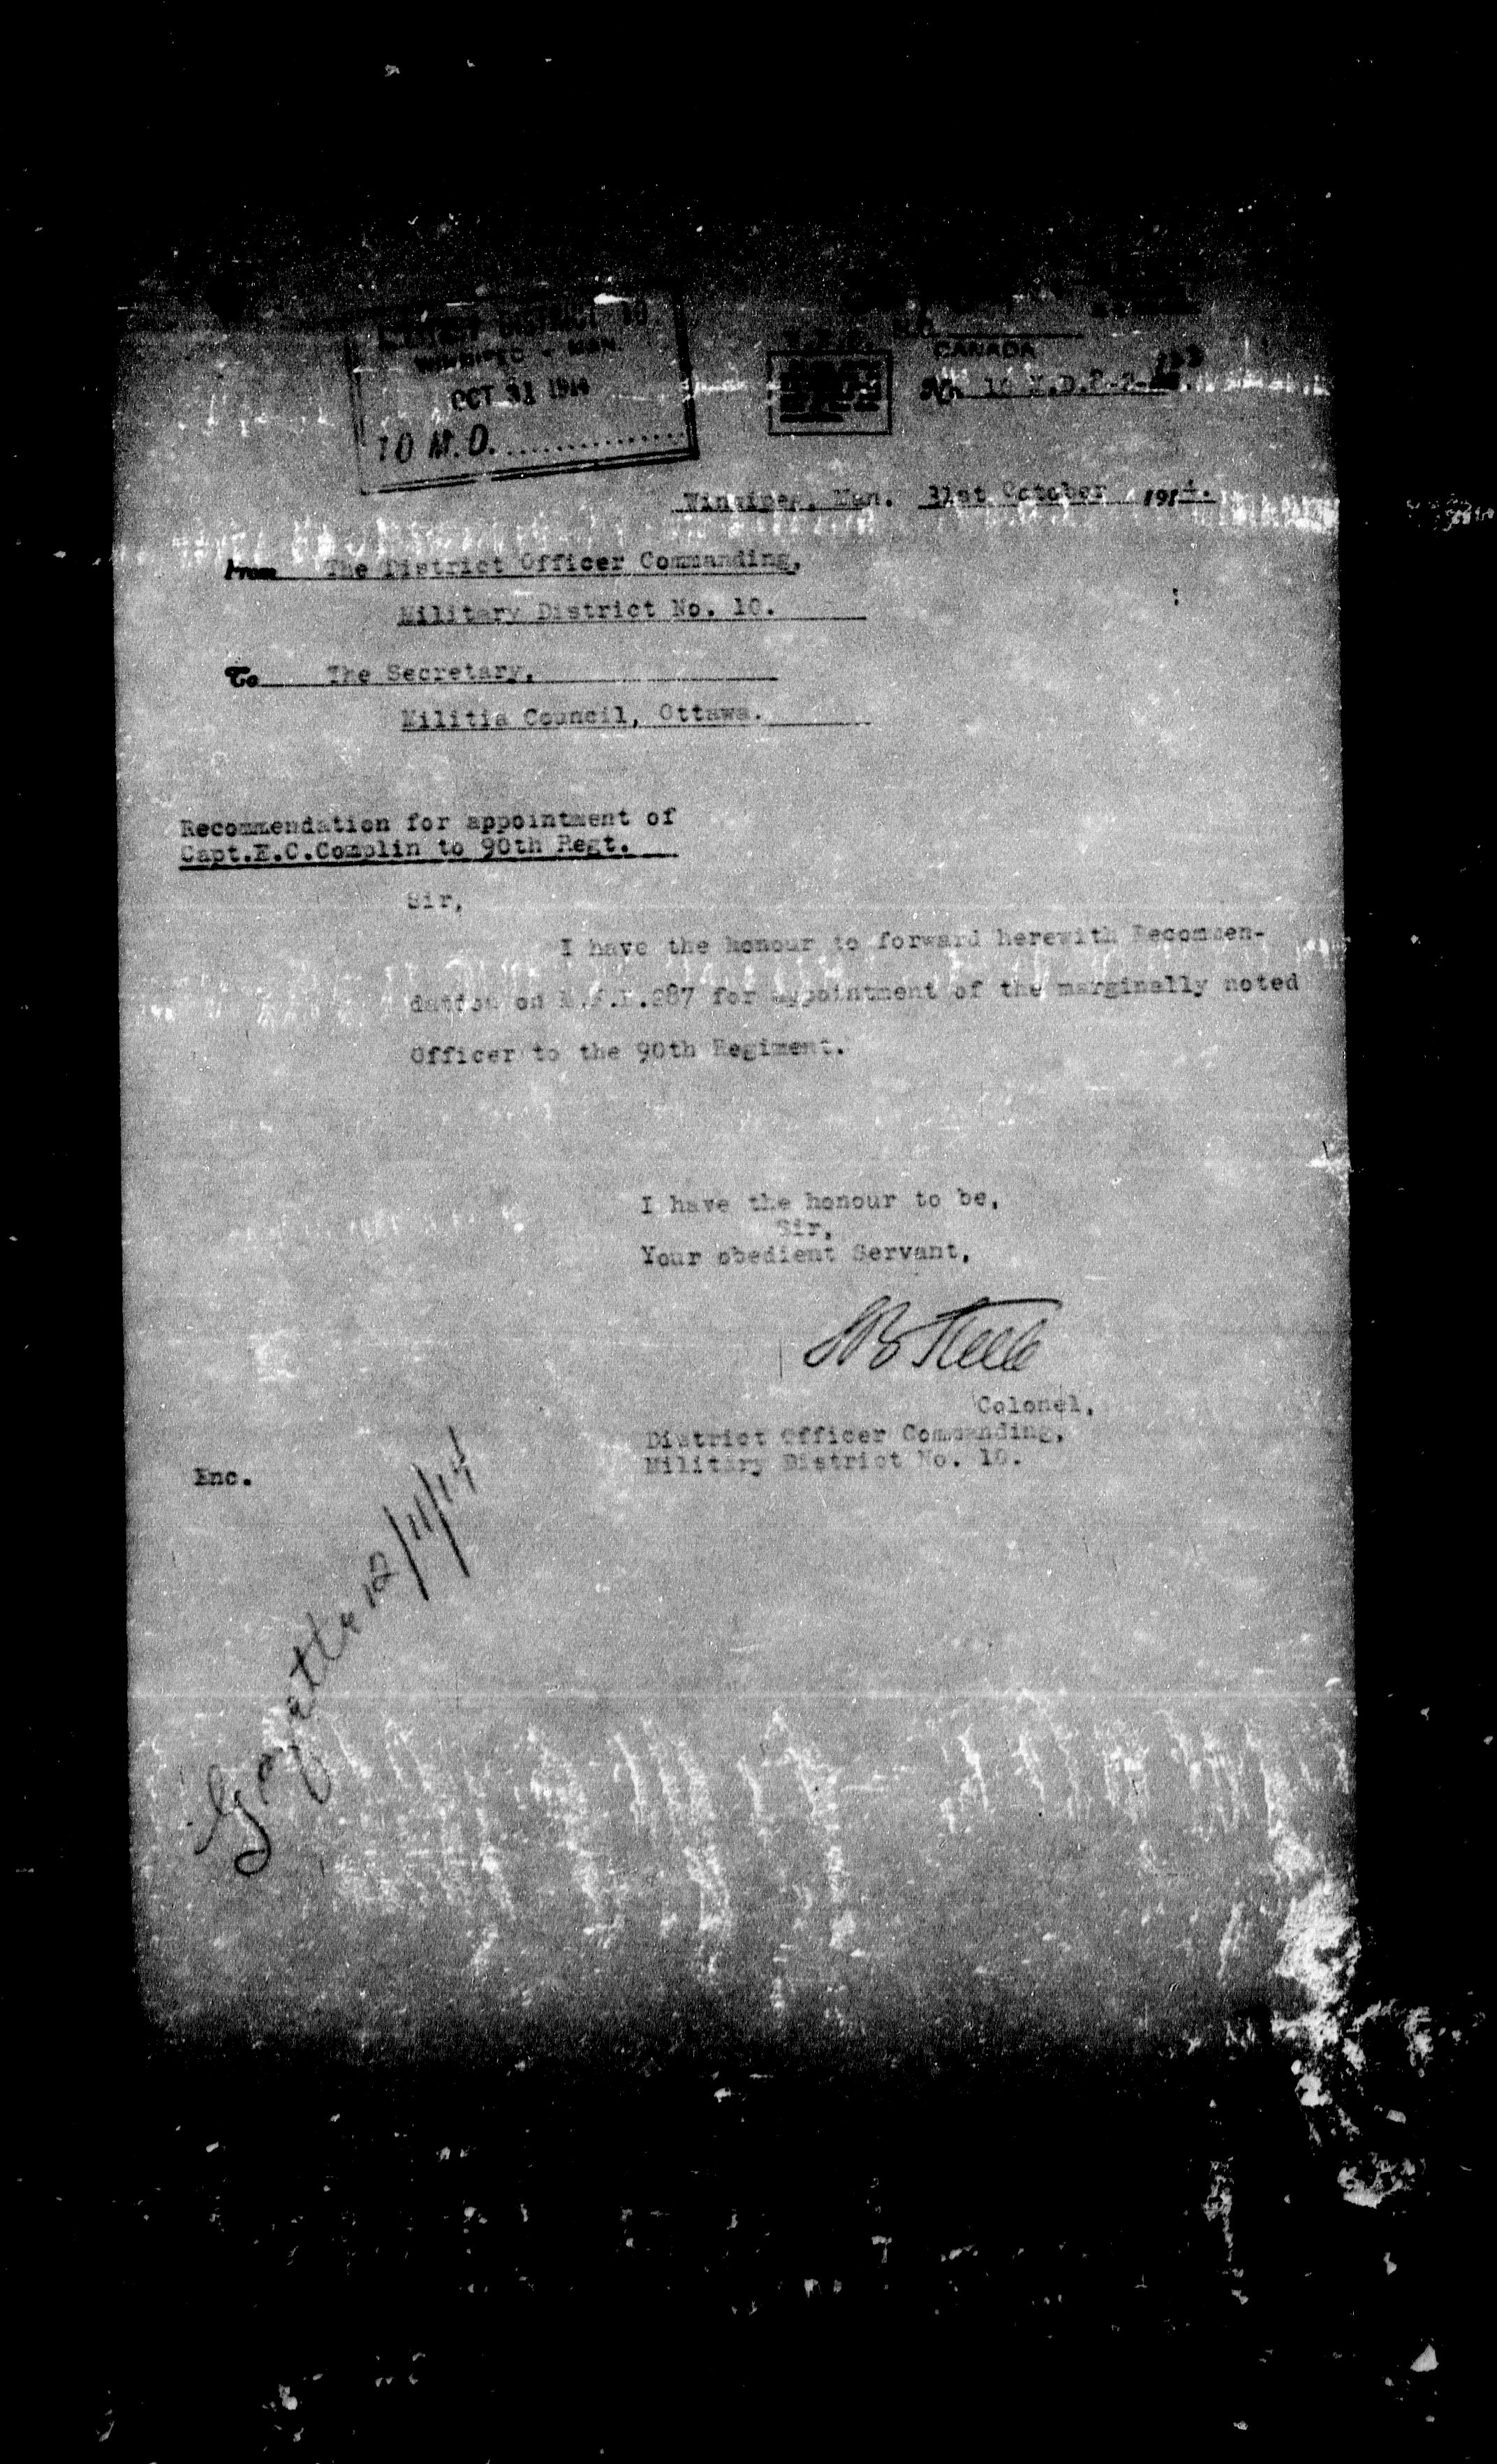 DISTRICT 10
WINNIPEG - MAN.
OCT 31 1914
10 M.D.
CANADA
No. 10
Winnipeg, Man. 31st October 1914.
From The District Officer Commanding,
Military District No. 10.
To The Secretary,
Militia Council, Ottawa.
Recommendation for appointment of
Capt.E.C.Complin to 90th Regt.
Sir,
I have the honour to forward herewith Recommen-
dation on 287 for appointment of the marginally noted
Officer to the 90th Regiment.
I have the honour to be,
Sir,
Your obedient Servant,
SB Steele
Colonel,
District Officer Commanding,
Military District No. 10.
Enc.
Gazette 12/11/14